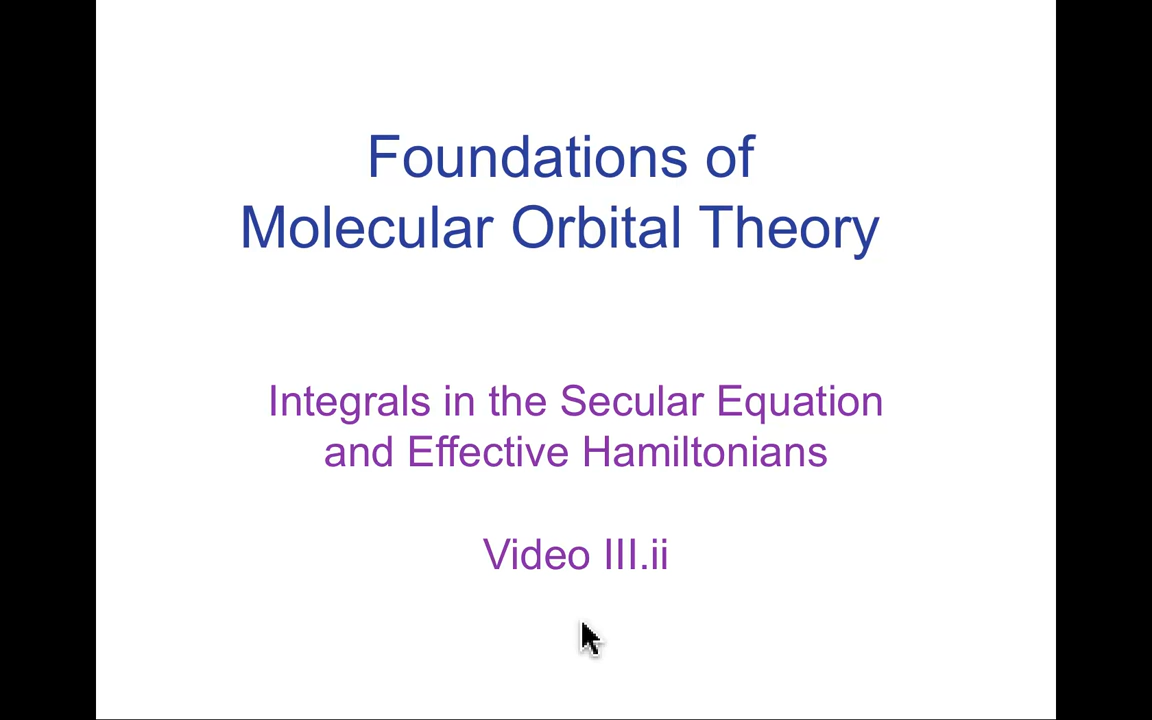 Foundations of
Molecular Orbital Theory
Integrals in the Secular Equation
and Effective Hamiltonians
Video III.ii